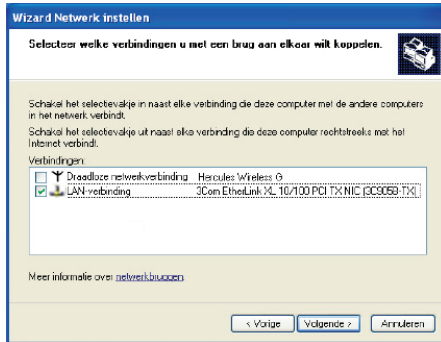 Wizard Netwerk instellen
Selecteer welke verbindingen u met een brug aan elkaar wilt koppelen.
Schakel het selectievakje in naast elke verbinding die deze computer met de andere computers
in het netwerk verbindt.
Schakel het selectievakje uit naast elke verbinding die deze computer rechtstreeks met het
Internet verbindt.
Verbindingen:
Draadloze netwerkverbinding Hercules Wireless G
LAN-verbinding 3Com EtherLink XL 10/100 PCI TX NIC (3C905B-TX)
Meer informatie over netwerkbruggen.
< Vorige Volgende > Annuleren